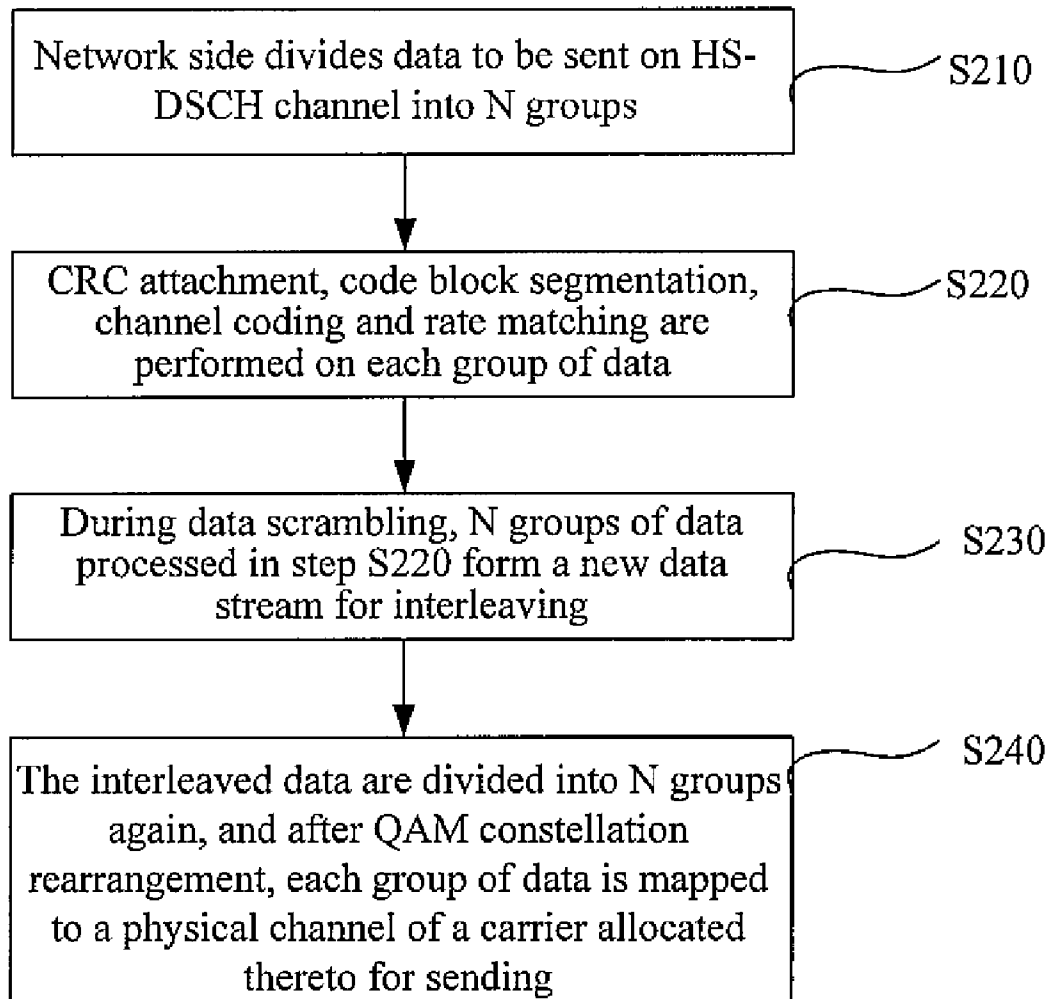 Network side divides data to be sent on HS-
DSCH channel into N groups
S210
CRC attachment, code block segmentation,
channel coding and rate matching are
performed on each group of data
S220
During data scrambling, N groups of data
processed in step S220 form a new data
stream for interleaving
S230
The interleaved data are divided into N groups
again, and after QAM constellation
rearrangement, each group of data is mapped
to a physical channel of a carrier allocated
thereto for sending
S240